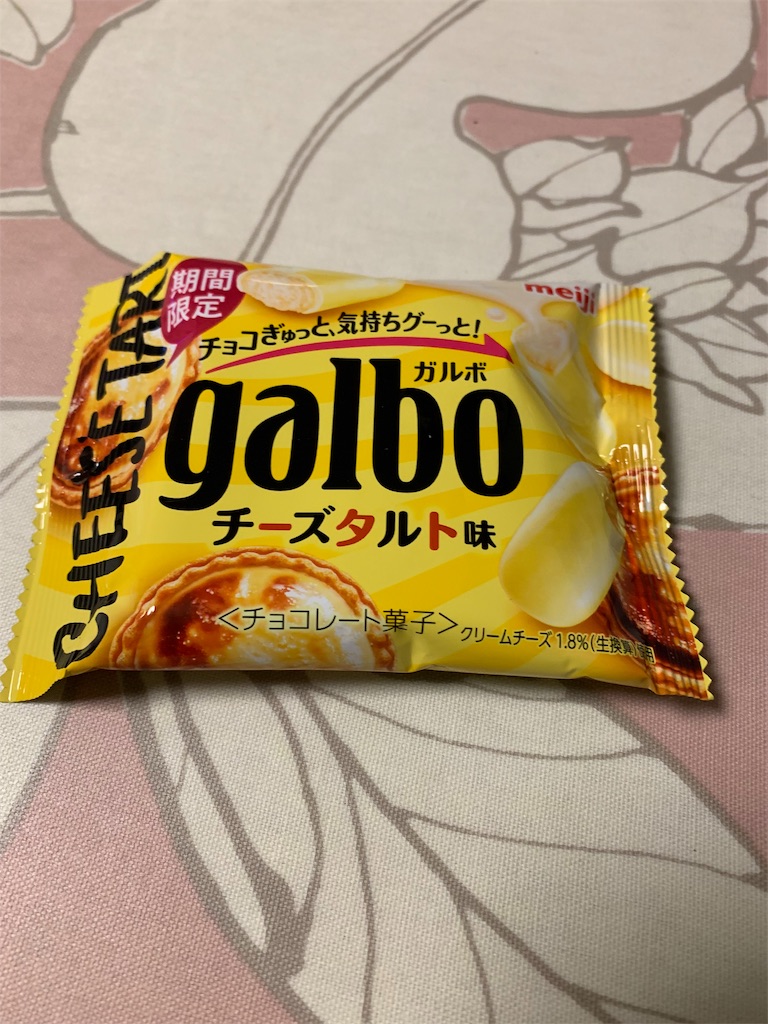 期間
限定
meiji
チョコぎゅっと、気持ちグーっと!
ガルボ
galbo
チーズタルト味
<チョコレート菓子>
クリームチーズ1.8%(生換算)使用
CHEESE TART